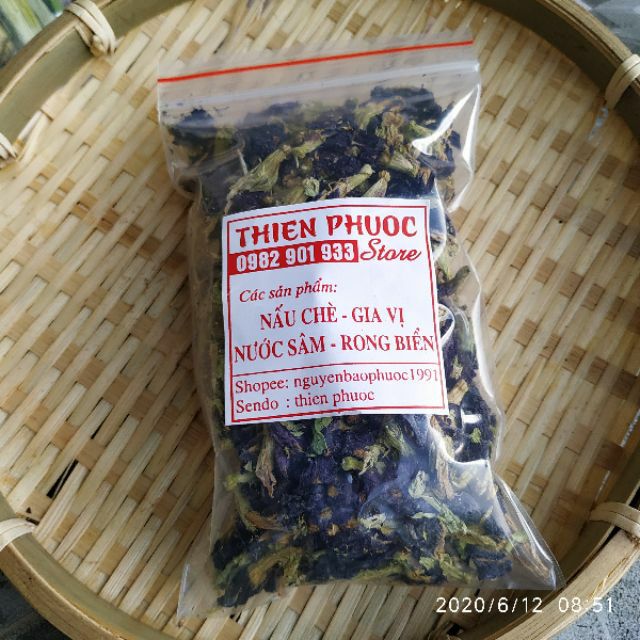 THIEN PHUOC
0982 901 933 Store
Các sản phẩm:
NẤU CHÈ - GIA VỊ
NƯỚC SÂM - RONG BIỂN
Shopee: nguyenbaophuoc1991
Sendo : thien phuoc
2020/6/12 08:51